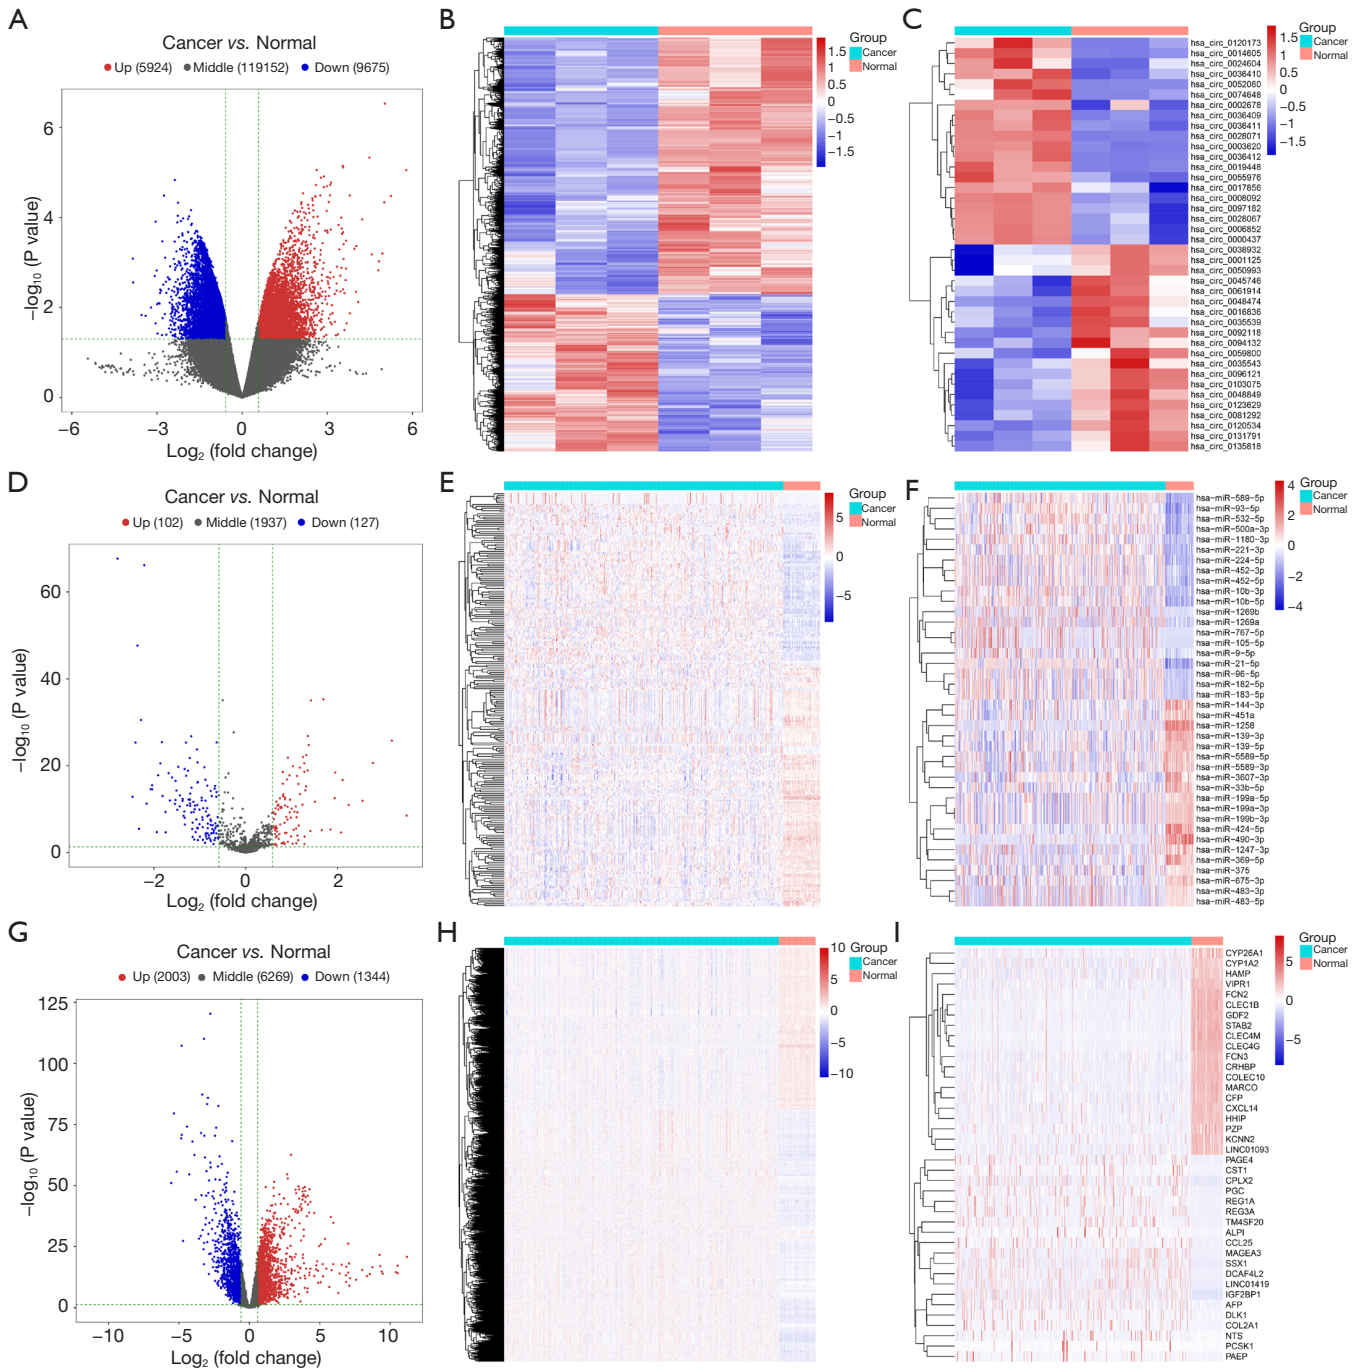 A
Cancer vs. Normal
Up (5924) Middle (119152) Down (9675)
6
4
2
0
−log10 (P value)
−6 −3 0 3 6
Log2 (fold change)
B
Group
Cancer
Normal
1.5
1
0.5
0
−0.5
−1
−1.5
C
Group
Cancer
Normal
1.5
1
0.5
0
−0.5
−1
−1.5
hsa_circ_0120173
hsa_circ_0014605
hsa_circ_0024604
hsa_circ_0036410
hsa_circ_0052060
hsa_circ_0074648
hsa_circ_0002678
hsa_circ_0036409
hsa_circ_0036411
hsa_circ_0028071
hsa_circ_0003620
hsa_circ_0036412
hsa_circ_0019448
hsa_circ_0055976
hsa_circ_0017856
hsa_circ_0008092
hsa_circ_0097182
hsa_circ_0028067
hsa_circ_0006852
hsa_circ_0000437
hsa_circ_0038932
hsa_circ_0001125
hsa_circ_0050993
hsa_circ_0045746
hsa_circ_0061914
hsa_circ_0048474
hsa_circ_0016836
hsa_circ_0035539
hsa_circ_0092118
hsa_circ_0094132
hsa_circ_0059800
hsa_circ_0035543
hsa_circ_0096121
hsa_circ_0103075
hsa_circ_0048849
hsa_circ_0123629
hsa_circ_0081292
hsa_circ_0120534
hsa_circ_0131791
hsa_circ_0135818
D
Cancer vs. Normal
Up (102) Middle (1937) Down (127)
60
40
20
0
−log10 (P value)
−2 0 2
Log2 (fold change)
E
Group
Cancer
Normal
5
0
−5
F
Group
Cancer
Normal
4
2
0
−2
−4
hsa−miR−589−5p
hsa−miR−93−5p
hsa−miR−532−5p
hsa−miR−500a−3p
hsa−miR−1180−3p
hsa−miR−221−3p
hsa−miR−224−5p
hsa−miR−452−3p
hsa−miR−452−5p
hsa−miR−10b−3p
hsa−miR−10b−5p
hsa−miR−1269b
hsa−miR−1269a
hsa−miR−767−5p
hsa−miR−105−5p
hsa−miR−9−5p
hsa−miR−21−5p
hsa−miR−96−5p
hsa−miR−182−5p
hsa−miR−183−5p
hsa−miR−144−3p
hsa−miR−451a
hsa−miR−1258
hsa−miR−139−3p
hsa−miR−139−5p
hsa−miR−5589−5p
hsa−miR−5589−3p
hsa−miR−3607−3p
hsa−miR−33b−5p
hsa−miR−199a−5p
hsa−miR−199a−3p
hsa−miR−199b−3p
hsa−miR−424−5p
hsa−miR−490−3p
hsa−miR−1247−3p
hsa−miR−369−5p
hsa−miR−375
hsa−miR−675−3p
hsa−miR−483−3p
hsa−miR−483−5p
G
Cancer vs. Normal
Up (2003) Middle (6269) Down (1344)
125
100
75
50
25
0
−log10 (P value)
−10 −5 0 5 10
Log2 (fold change)
H
Group
Cancer
Normal
10
5
0
−5
−10
I
Group
Cancer
Normal
5
0
−5
CYP26A1
CYP1A2
HAMP
VIPR1
FCN2
CLEC1B
GDF2
STAB2
CLEC4M
CLEC4G
FCN3
CRHBP
COLEC10
MARCO
CFP
CXCL14
HHIP
PZP
KCNN2
LINC01093
PAGE4
CST1
CPLX2
PGC
REG1A
REG3A
TM4SF20
ALPI
CCL25
MAGEA3
SSX1
DCAF4L2
LINC01419
IGF2BP1
AFP
DLK1
COL2A1
NTS
PCSK1
PAEP